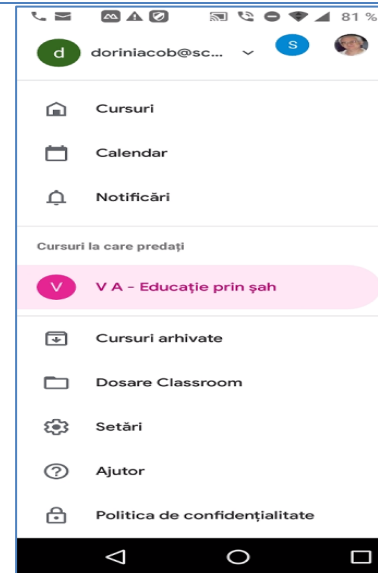 81 %
d doriniacob@sc... S
Cursuri
Calendar
Notificări
Cursuri la care predați
V V A - Educație prin șah
Cursuri arhivate
Dosare Classroom
Setări
Ajutor
Politica de confidențialitate